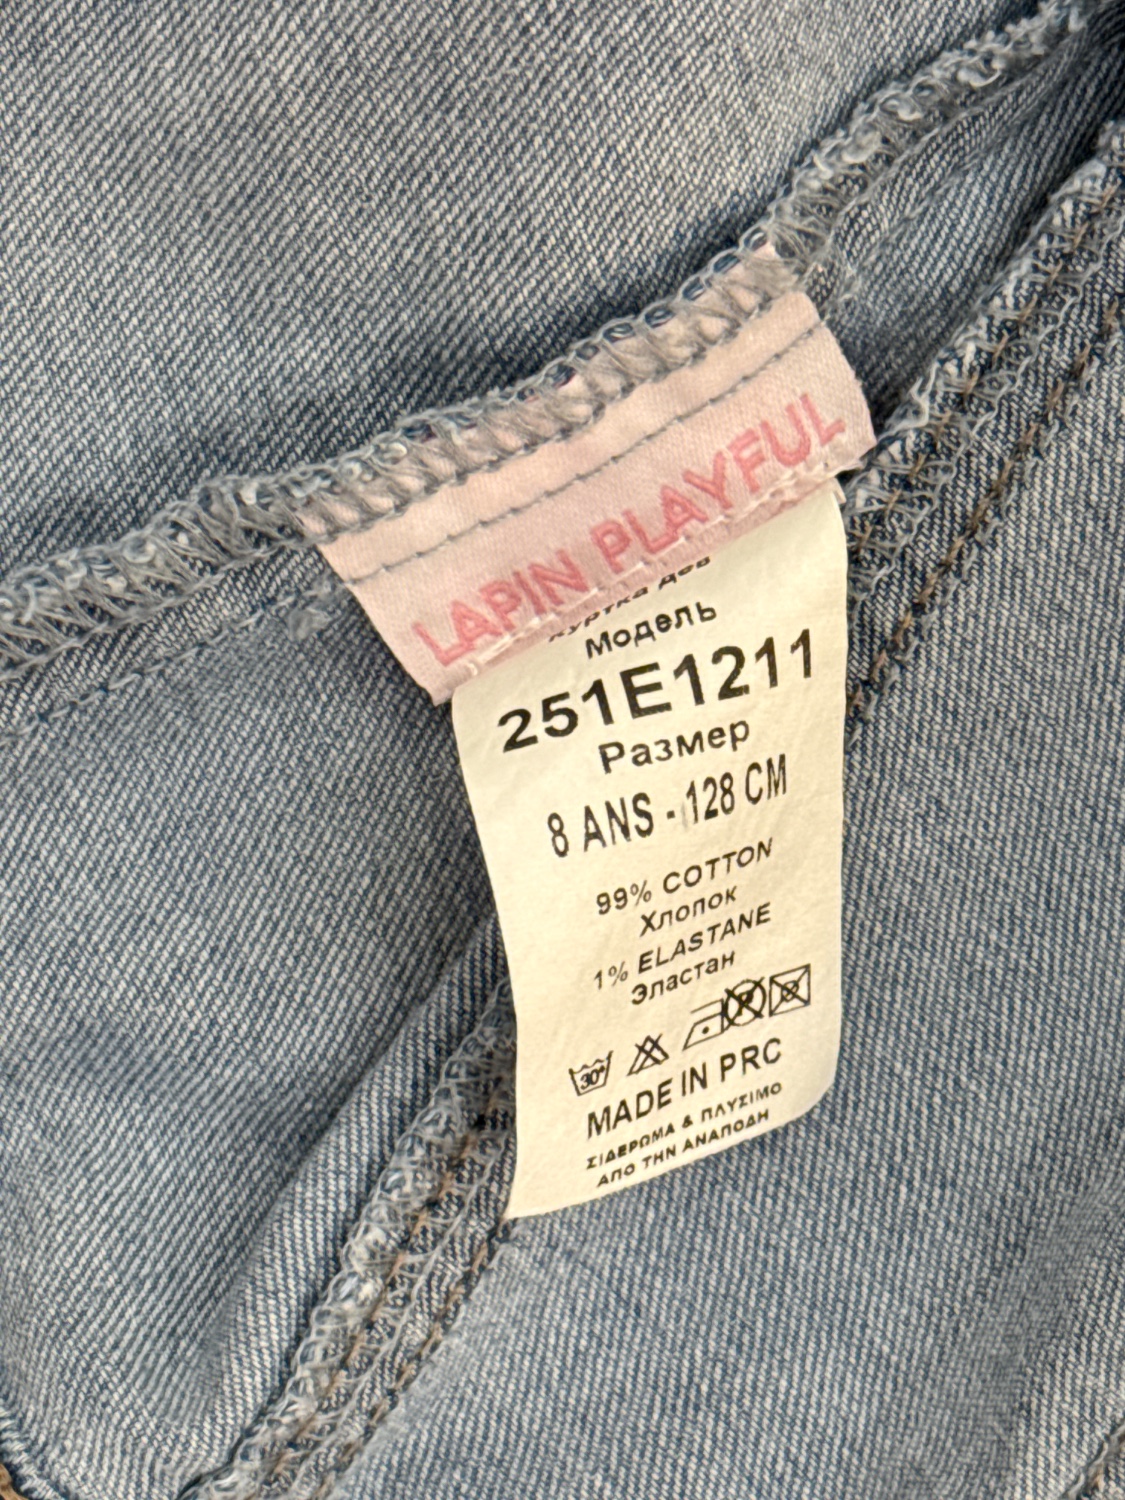 LAPIN PLAYFUL
куртка дев
Модель
251E1211
Размер
8 ANS - 128 CM
99% COTTON
Хлопок
1% ELASTANE
Эластан
30°
MADE IN PRC
ΣΙΔΕΡΩΜΑ & ΠΛΥΣΙΜΟ
ΑΠΟ ΤΗΝ ΑΝΑΠΟΔΗ